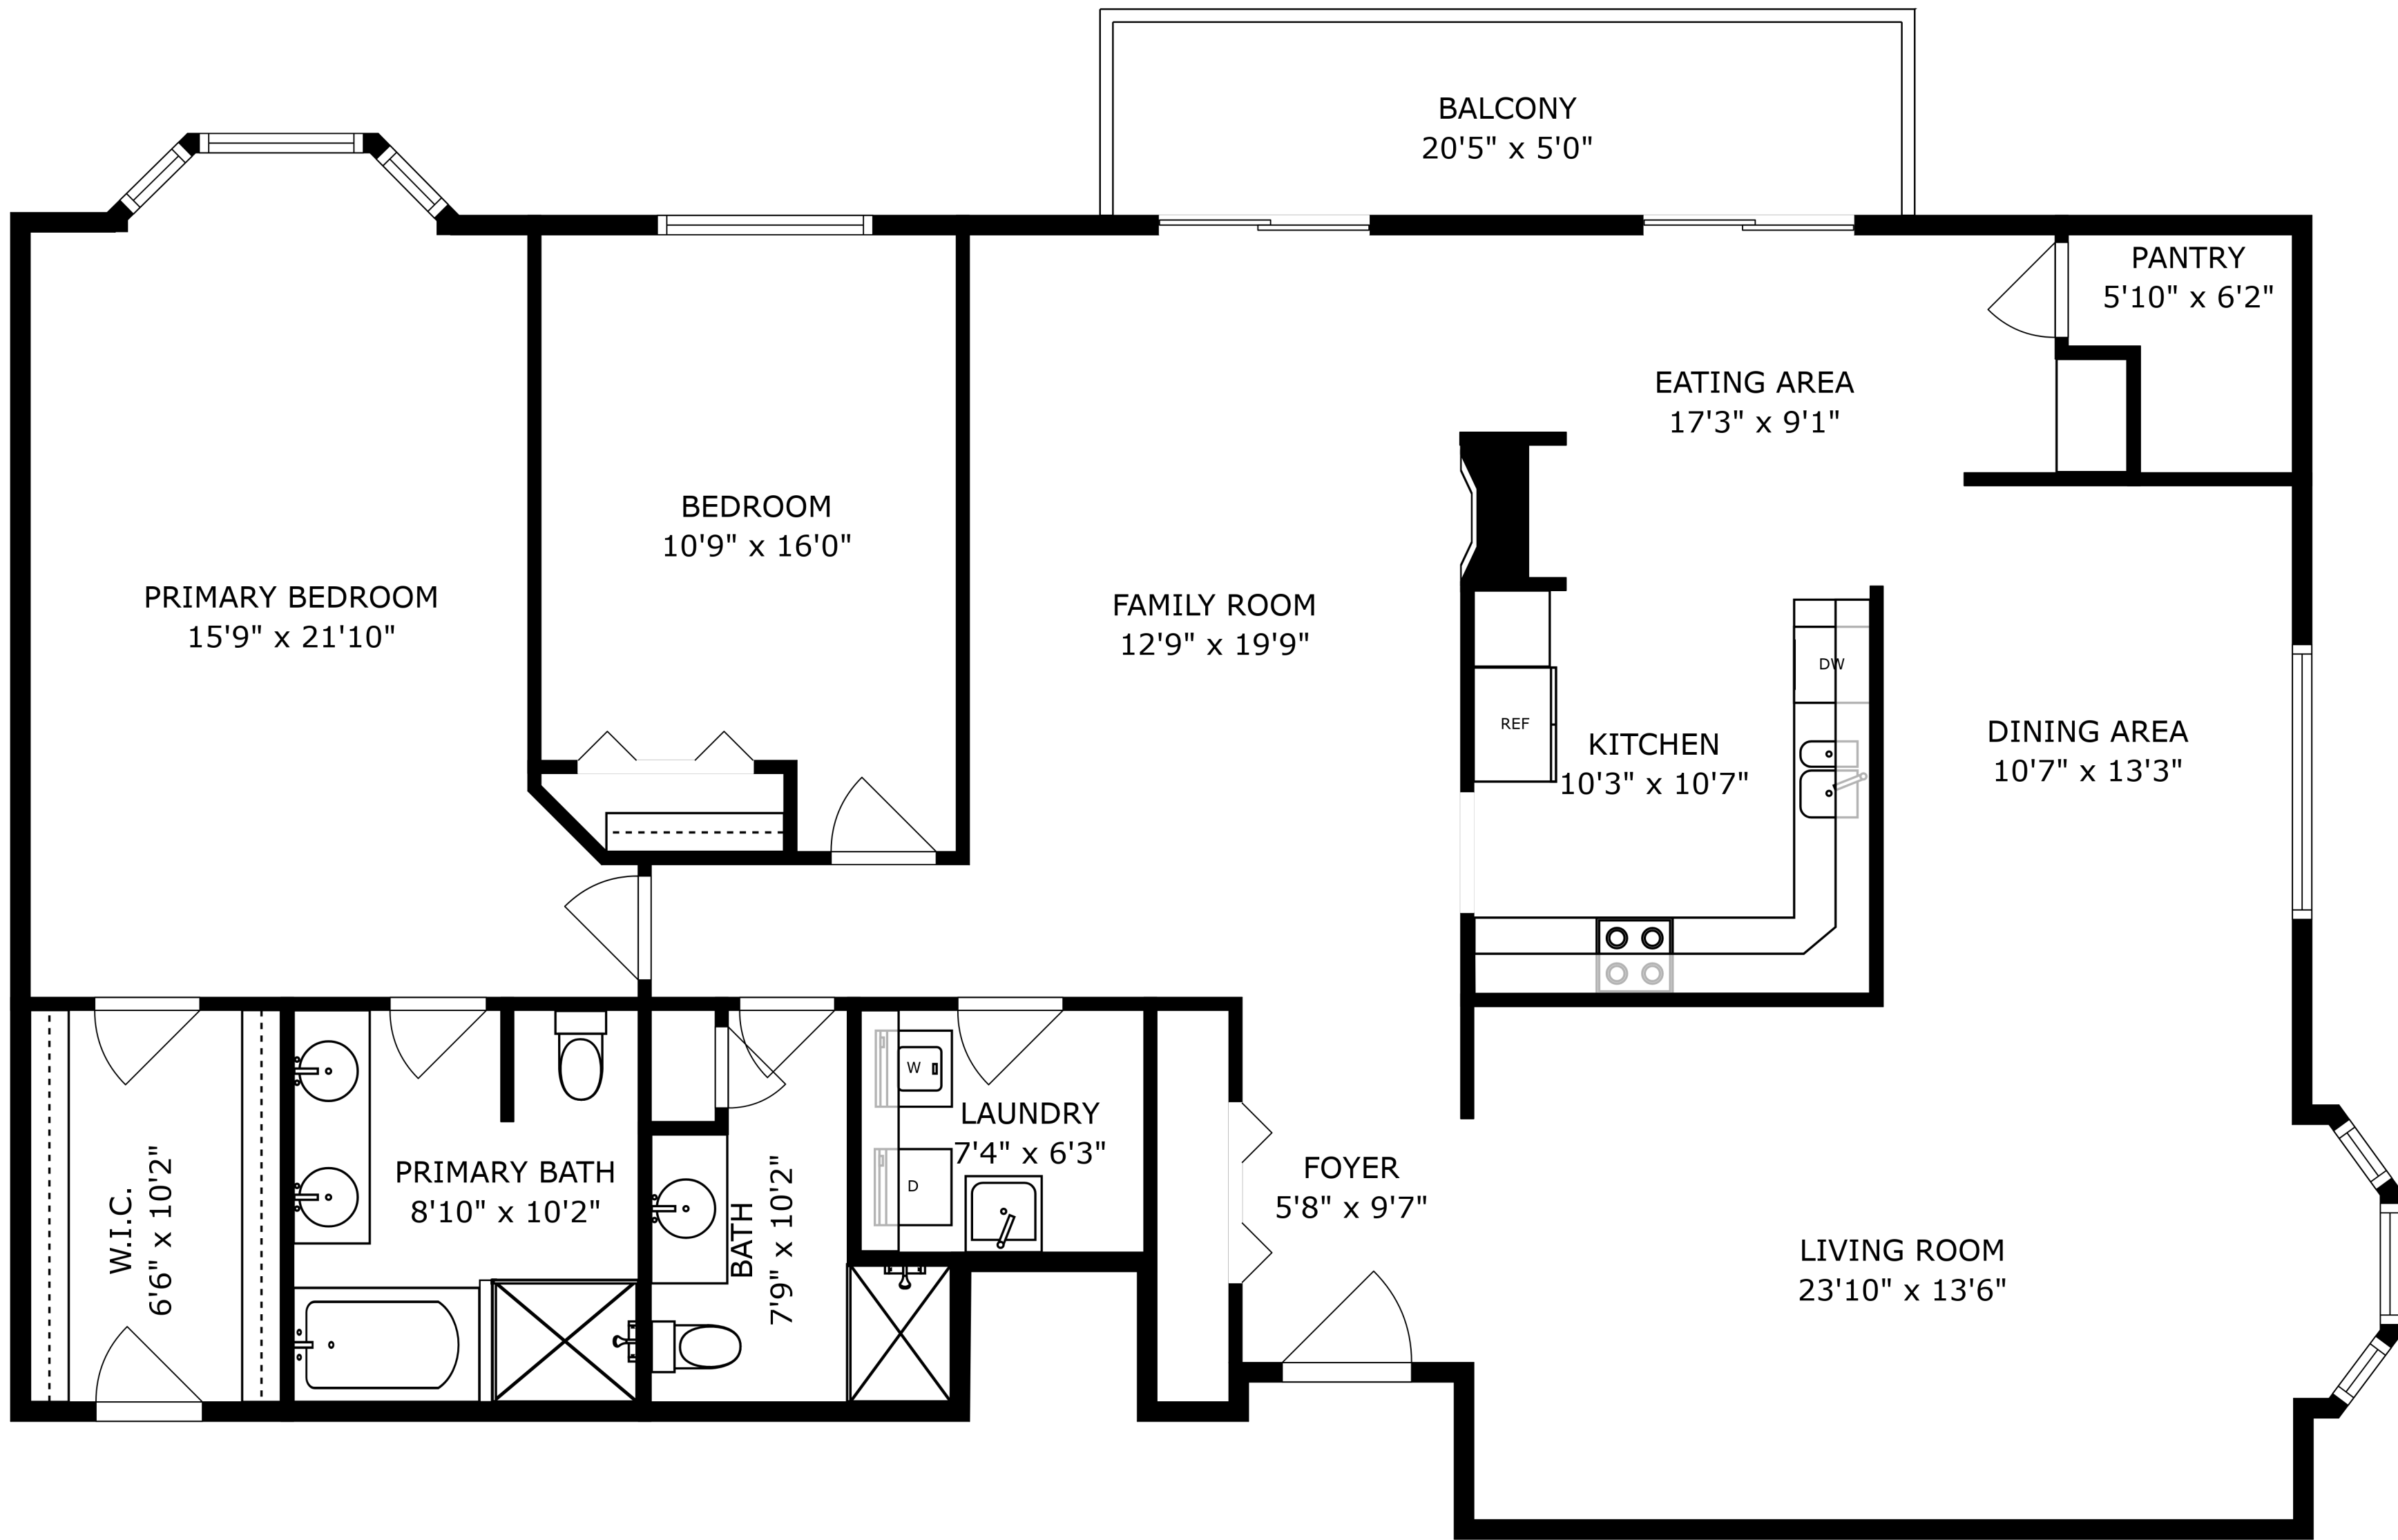 BALCONY
20'5" x 5'0"
PANTRY
5'10" x 6'2"
EATING AREA
17'3" x 9'1"
BEDROOM
10'9" x 16'0"
PRIMARY BEDROOM
15'9" x 21'10"
FAMILY ROOM
12'9" x 19'9"
DW
REF
KITCHEN
10'3" x 10'7"
DINING AREA
10'7" x 13'3"
W
LAUNDRY
7'4" x 6'3"
D
PRIMARY BATH
8'10" x 10'2"
W.I.C.
6'6" x 10'2"
BATH
7'9" x 10'2"
FOYER
5'8" x 9'7"
LIVING ROOM
23'10" x 13'6"